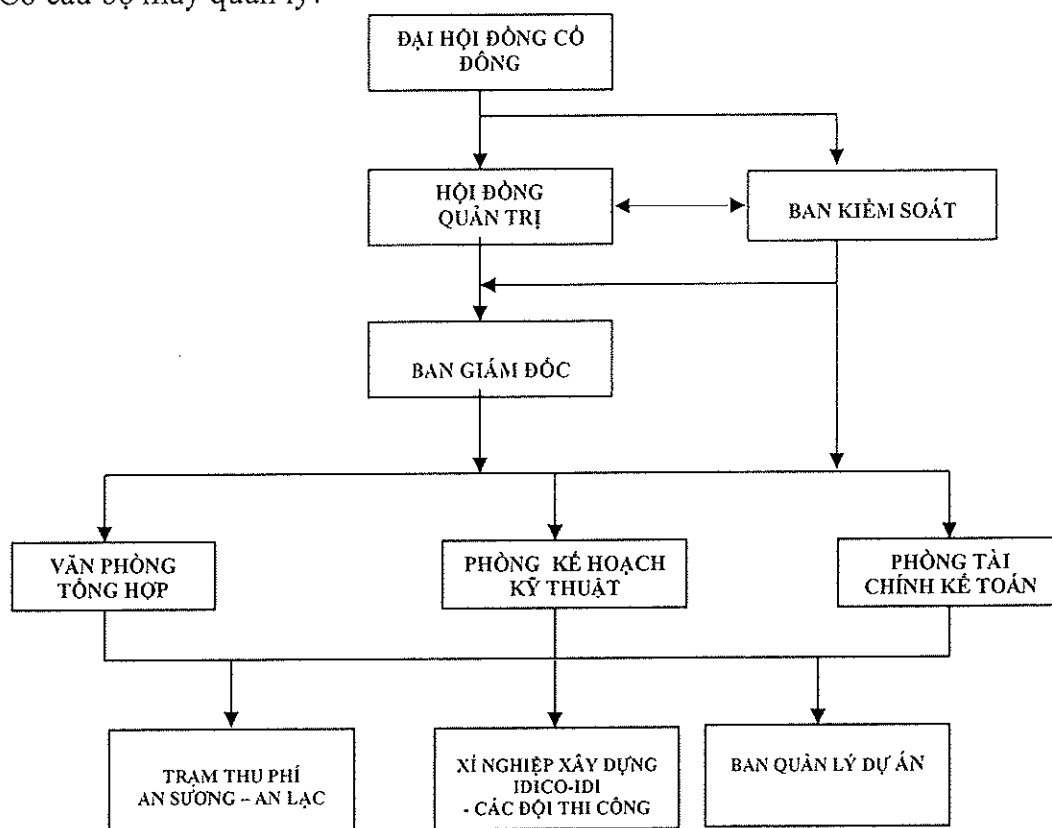 Cơ cấu bộ máy quản lý:
ĐẠI HỘI ĐỒNG CỔ
ĐÔNG
HỘI ĐỒNG
QUẢN TRỊ
BAN KIỂM SOÁT
BAN GIÁM ĐỐC
VĂN PHÒNG
TỔNG HỢP
PHÒNG KẾ HOẠCH
KỸ THUẬT
PHÒNG TÀI
CHÍNH KẾ TOÁN
TRẠM THU PHÍ
AN SƯƠNG – AN LẠC
XÍ NGHIỆP XÂY DỰNG
IDICO-IDI
- CÁC ĐỘI THI CÔNG
BAN QUẢN LÝ DỰ ÁN